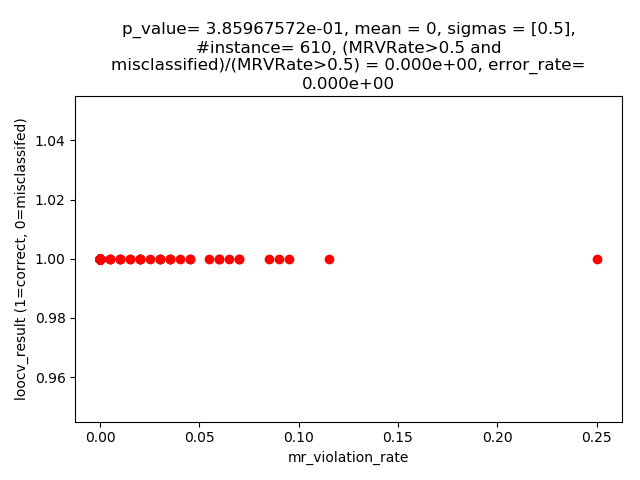 p_value= 3.85967572e-01, mean = 0, sigmas = [0.5],
#instance= 610, (MRVRate>0.5 and
misclassified)/(MRVRate>0.5) = 0.000e+00, error_rate=
0.000e+00
loocv_result (1=correct, 0=misclassifed)
1.04
1.02
1.00
0.98
0.96
0.00
0.05
0.10
0.15
0.20
0.25
mr_violation_rate